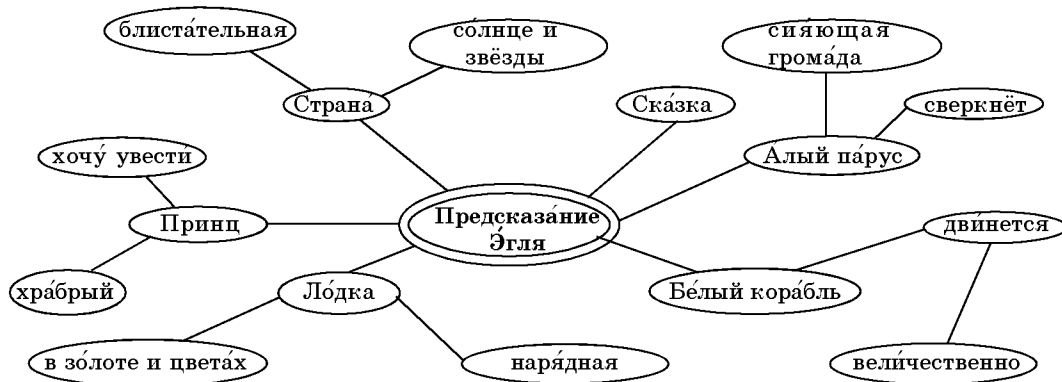 блиста́тельная
со́лнце и
звёзды
сия́ющая
грома́да
Страна́
Ска́зка
сверкнёт
хочу́ увести́
А́лый па́рус
Принц
Предсказа́ние
Э́гля
дви́нется
хра́брый
Ло́дка
Бе́лый кора́бль
в зо́лоте и цвета́х
наря́дная
вели́чественно